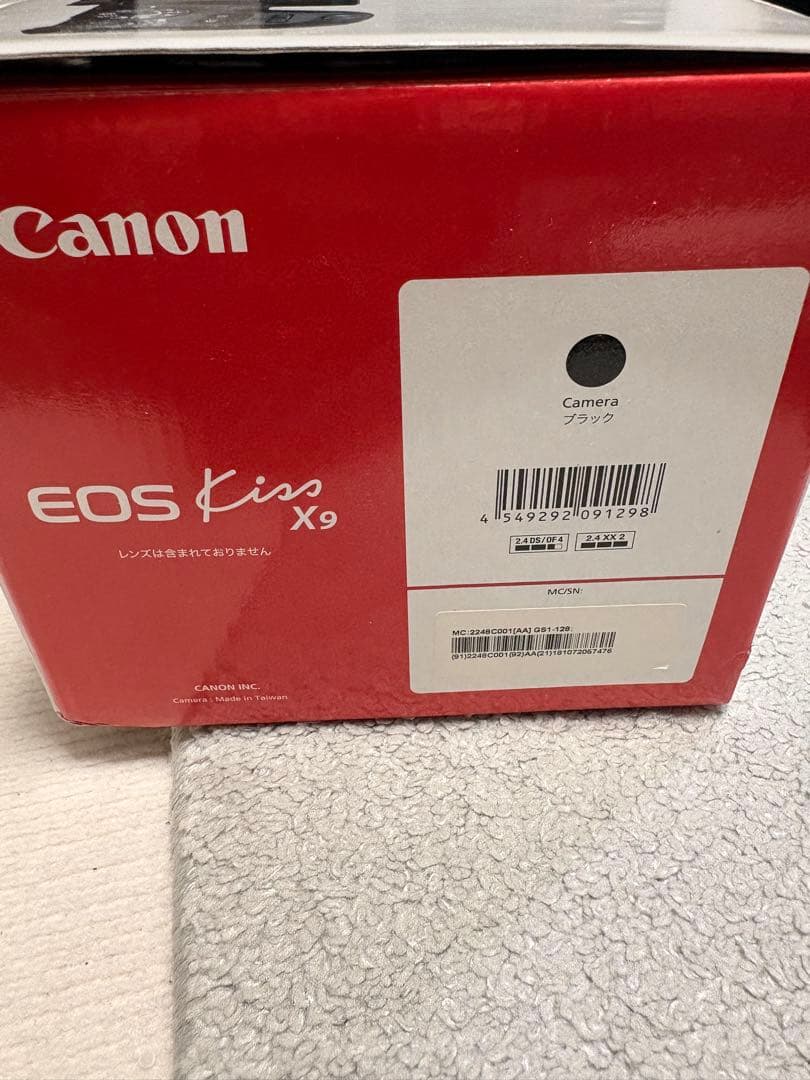 Canon
EOS Kiss X9
レンズは含まれておりません
CANON INC.
Camera : Made in Taiwan
Camera
ブラック
4 549292 091298
2.4 DS/OF4
2.4 XX 2
MC/SN:
MC:2248C001[AA] GS1-128:
(91)2248C001(92)AA(21)181072057476